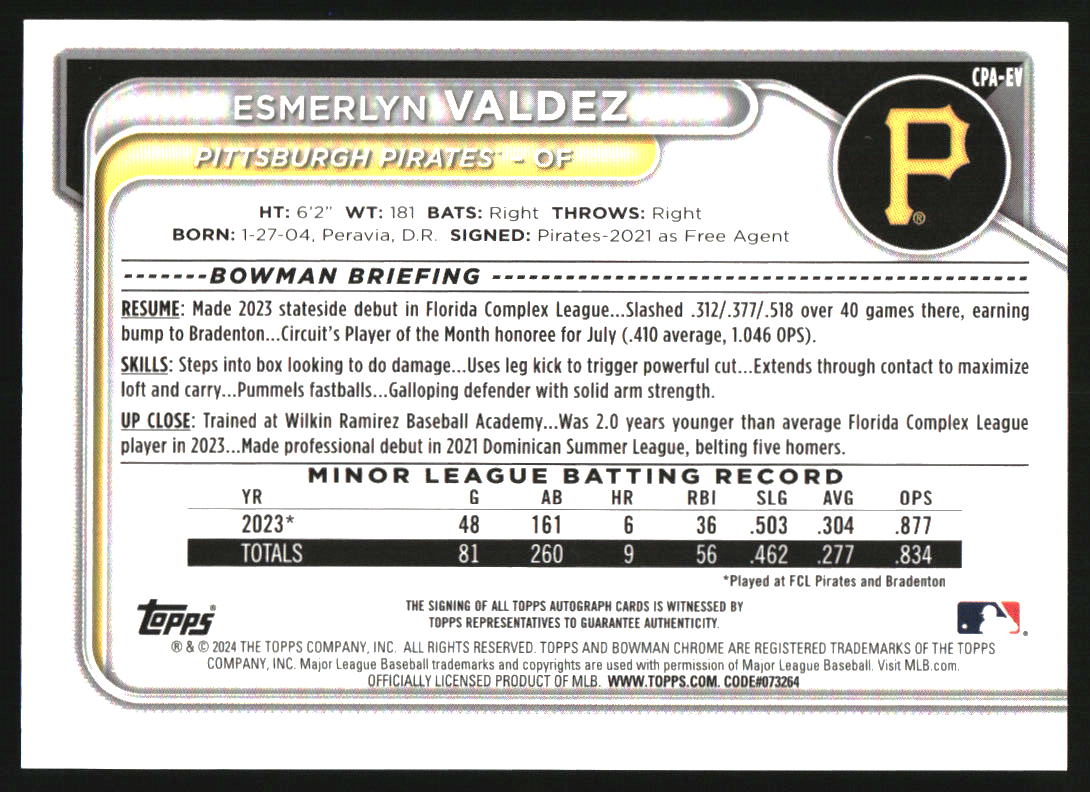 CPA-EV
ESMERLYN VALDEZ
PITTSBURGH PIRATES™ - OF
P®
HT: 6'2" WT: 181 BATS: Right THROWS: Right
BORN: 1-27-04, Peravia, D.R. SIGNED: Pirates-2021 as Free Agent
-------BOWMAN BRIEFING -------
RESUME: Made 2023 stateside debut in Florida Complex League...Slashed .312/.377/.518 over 40 games there, earning
bump to Bradenton...Circuit's Player of the Month honoree for July (.410 average, 1.046 OPS).
SKILLS: Steps into box looking to do damage...Uses leg kick to trigger powerful cut...Extends through contact to maximize
loft and carry...Pummels fastballs...Galloping defender with solid arm strength.
UP CLOSE: Trained at Wilkin Ramirez Baseball Academy...Was 2.0 years younger than average Florida Complex League
player in 2023...Made professional debut in 2021 Dominican Summer League, belting five homers.
MINOR LEAGUE BATTING RECORD
YR G AB HR RBI SLG AVG OPS
2023* 48 161 6 36 .503 .304 .877
TOTALS 81 260 9 56 .462 .277 .834
*Played at FCL Pirates and Bradenton
Topps®
THE SIGNING OF ALL TOPPS AUTOGRAPH CARDS IS WITNESSED BY
TOPPS REPRESENTATIVES TO GUARANTEE AUTHENTICITY.
® & © 2024 THE TOPPS COMPANY, INC. ALL RIGHTS RESERVED. TOPPS AND BOWMAN CHROME ARE REGISTERED TRADEMARKS OF THE TOPPS
COMPANY, INC. Major League Baseball trademarks and copyrights are used with permission of Major League Baseball. Visit MLB.com.
OFFICIALLY LICENSED PRODUCT OF MLB. WWW.TOPPS.COM. CODE#073264